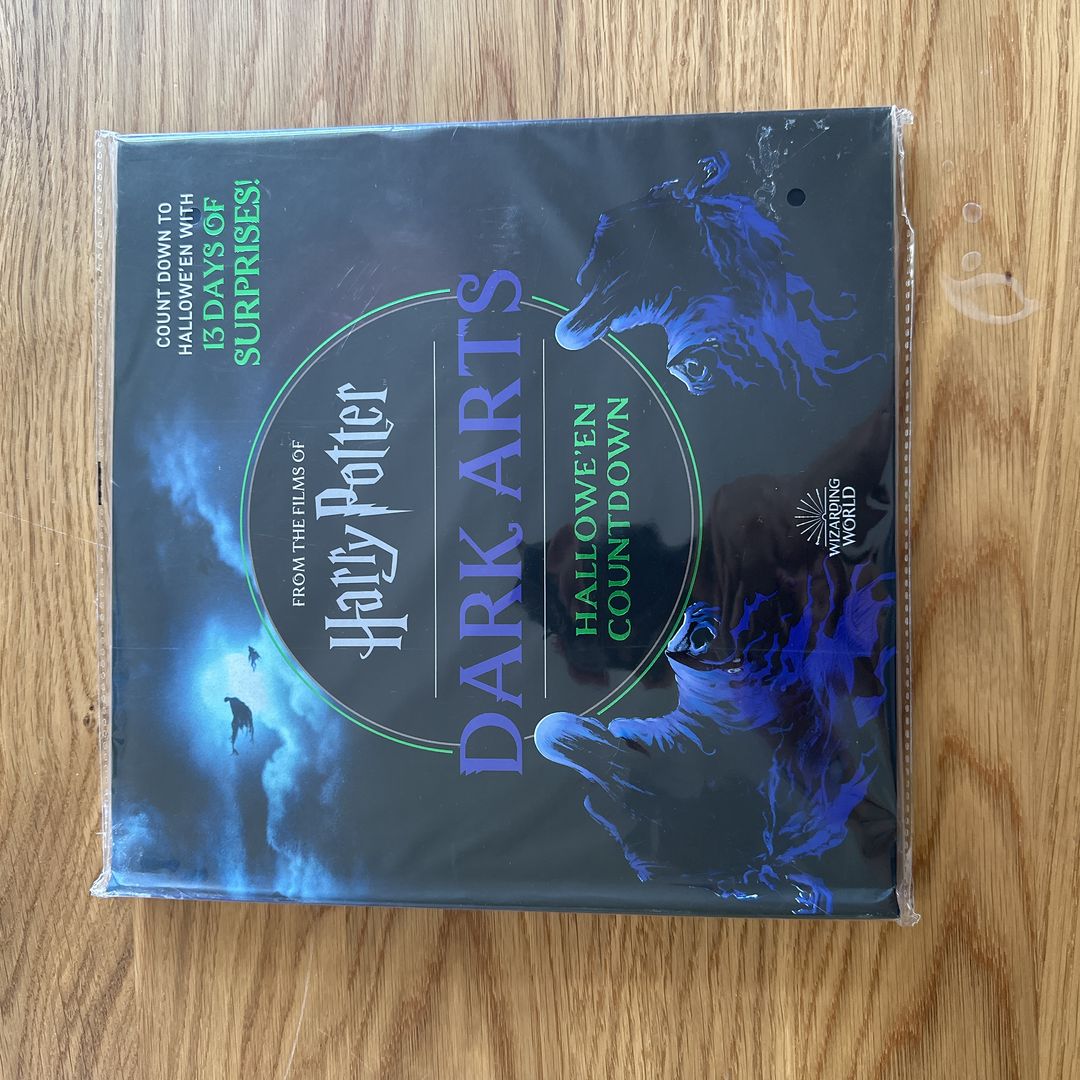 COUNT DOWN TO
HALLOWE'EN WITH
13 DAYS OF
SURPRISES!
FROM THE FILMS OF
Harry Potter™
DARK ARTS
HALLOWE'EN
COUNTDOWN
WIZARDING
WORLD